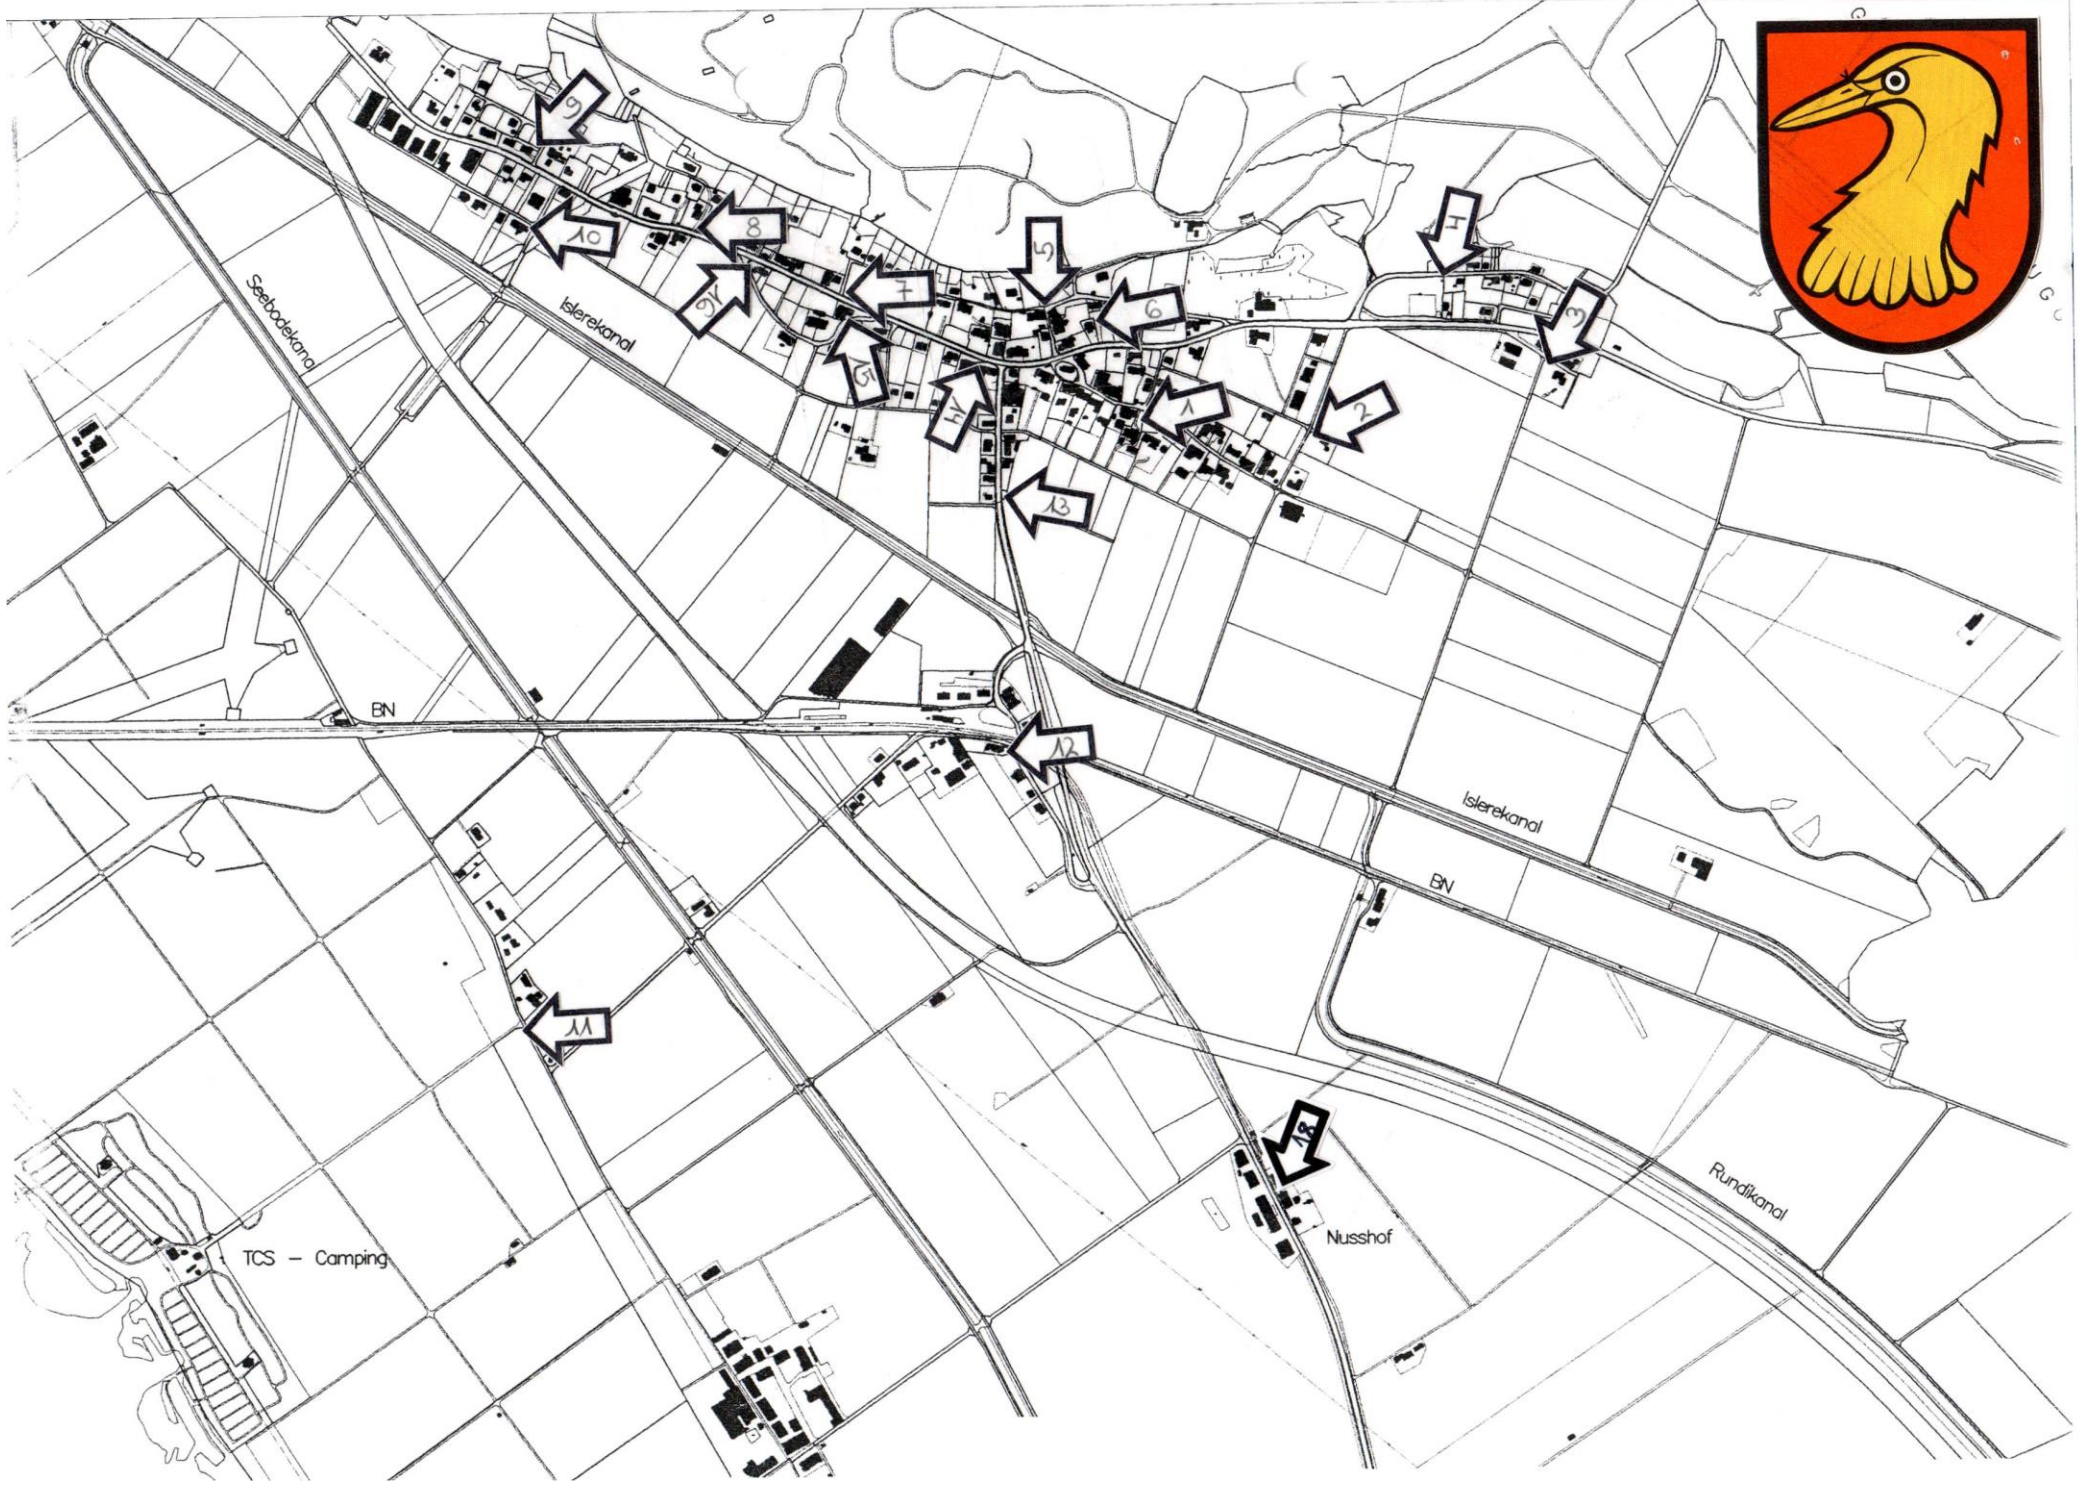 9
8
10
5
4
7
16
6
3
15
14
1
2
13
Seebodekanal
Islerekanal
BN
12
Islerekanal
BN
11
18
Rundikanal
Nusshof
TCS – Camping